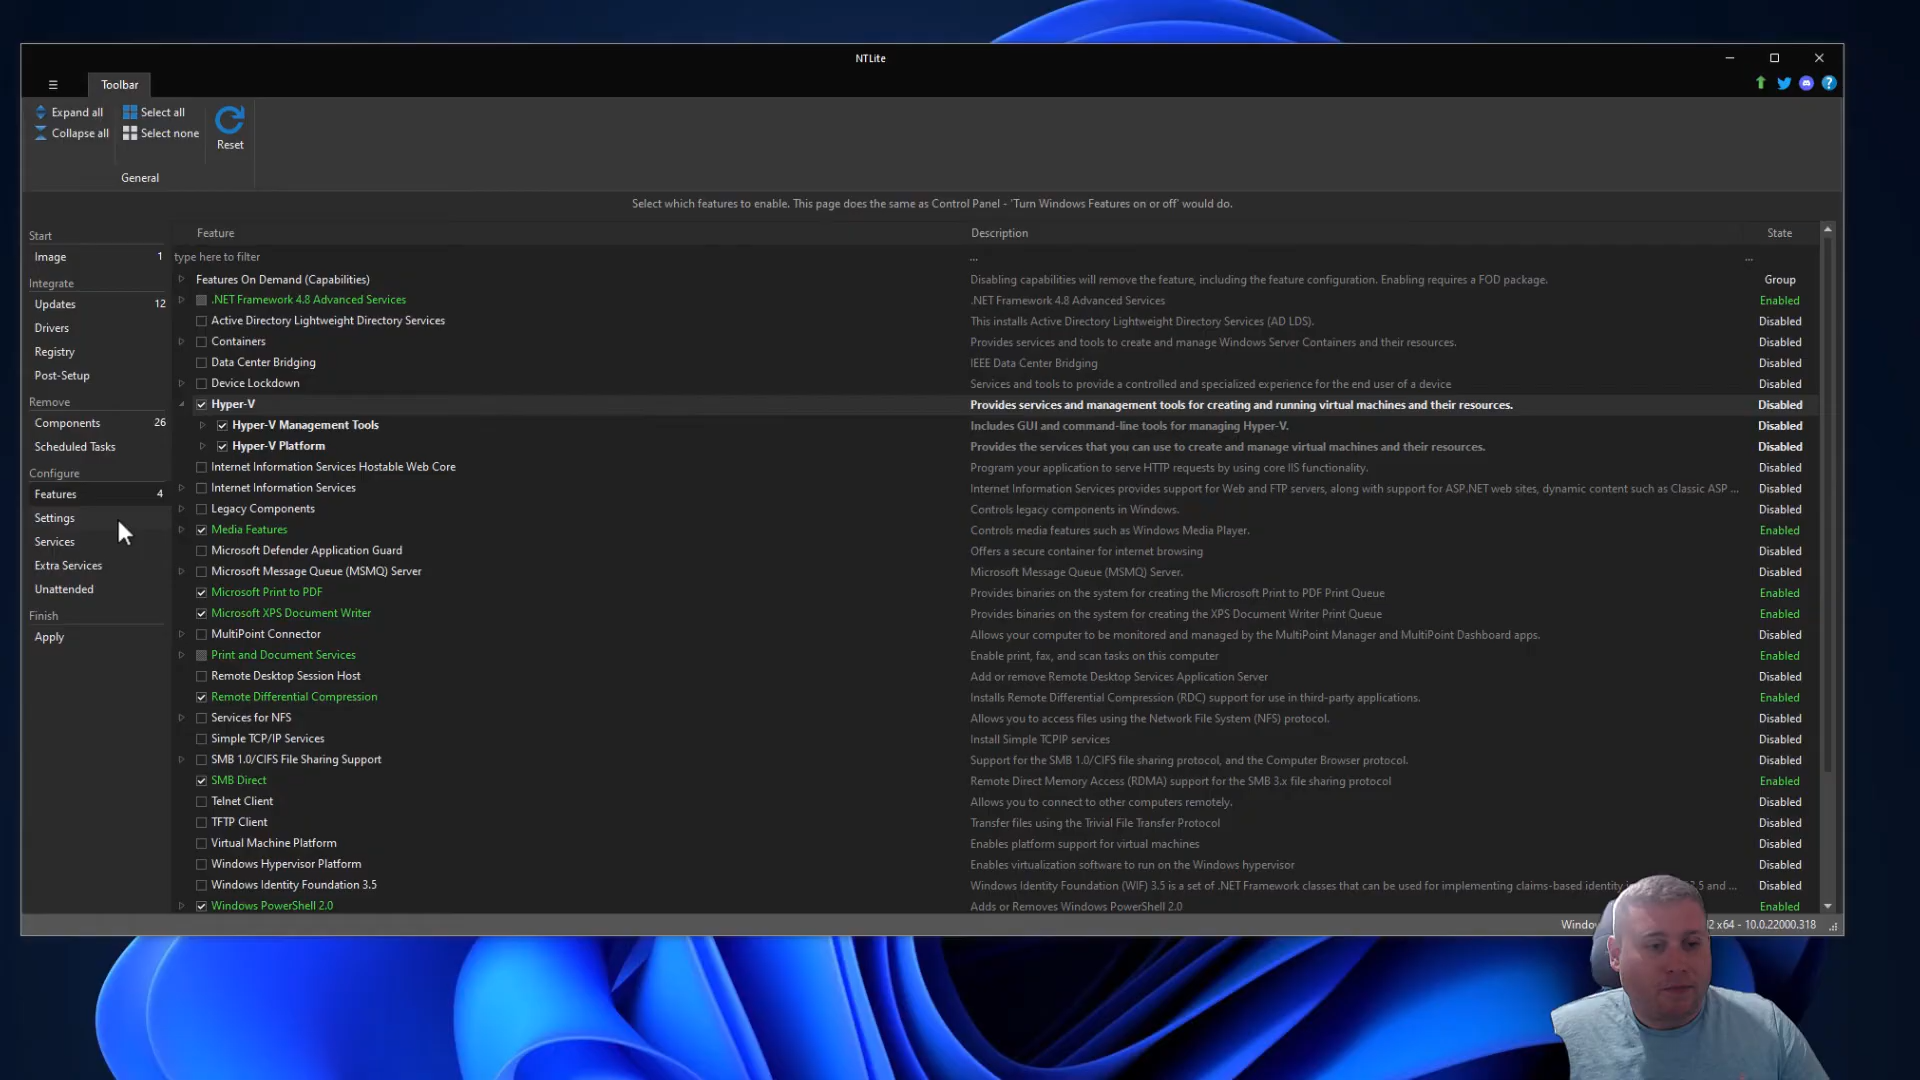 NTLite
Toolbar
Expand all
Select all
Collapse all
Select none
Reset
General
Select which features to enable. This page does the same as Control Panel - 'Turn Windows Features on or off' would do.
Start
Image 1
Integrate
Updates 12
Drivers
Registry
Post-Setup
Remove
Components 26
Scheduled Tasks
Configure
Features 4
Settings
Services
Extra Services
Unattended
Finish
Apply
Feature Description State
type here to filter ... ...
Features On Demand (Capabilities) Disabling capabilities will remove the feature, including the feature configuration. Enabling requires a FOD package. Group
.NET Framework 4.8 Advanced Services .NET Framework 4.8 Advanced Services Enabled
Active Directory Lightweight Directory Services This installs Active Directory Lightweight Directory Services (AD LDS). Disabled
Containers Provides services and tools to create and manage Windows Server Containers and their resources. Disabled
Data Center Bridging IEEE Data Center Bridging Disabled
Device Lockdown Services and tools to provide a controlled and specialized experience for the end user of a device Disabled
Hyper-V Provides services and management tools for creating and running virtual machines and their resources. Disabled
Hyper-V Management Tools Includes GUI and command-line tools for managing Hyper-V. Disabled
Hyper-V Platform Provides the services that you can use to create and manage virtual machines and their resources. Disabled
Internet Information Services Hostable Web Core Program your application to serve HTTP requests by using core IIS functionality. Disabled
Internet Information Services Internet Information Services provides support for Web and FTP servers, along with support for ASP.NET web sites, dynamic content such as Classic ASP ... Disabled
Legacy Components Controls legacy components in Windows. Disabled
Media Features Controls media features such as Windows Media Player. Enabled
Microsoft Defender Application Guard Offers a secure container for internet browsing Disabled
Microsoft Message Queue (MSMQ) Server Microsoft Message Queue (MSMQ) Server. Disabled
Microsoft Print to PDF Provides binaries on the system for creating the Microsoft Print to PDF Print Queue Enabled
Microsoft XPS Document Writer Provides binaries on the system for creating the XPS Document Writer Print Queue Enabled
MultiPoint Connector Allows your computer to be monitored and managed by the MultiPoint Manager and MultiPoint Dashboard apps. Disabled
Print and Document Services Enable print, fax, and scan tasks on this computer Enabled
Remote Desktop Session Host Add or remove Remote Desktop Services Application Server Disabled
Remote Differential Compression Installs Remote Differential Compression (RDC) support for use in third-party applications. Enabled
Services for NFS Allows you to access files using the Network File System (NFS) protocol. Disabled
Simple TCP/IP Services Install Simple TCPIP services Disabled
SMB 1.0/CIFS File Sharing Support Support for the SMB 1.0/CIFS file sharing protocol, and the Computer Browser protocol. Disabled
SMB Direct Remote Direct Memory Access (RDMA) support for the SMB 3.x file sharing protocol Enabled
Telnet Client Allows you to connect to other computers remotely. Disabled
TFTP Client Transfer files using the Trivial File Transfer Protocol Disabled
Virtual Machine Platform Enables platform support for virtual machines Disabled
Windows Hypervisor Platform Enables virtualization software to run on the Windows hypervisor Disabled
Windows Identity Foundation 3.5 Windows Identity Foundation (WIF) 3.5 is a set of .NET Framework classes that can be used for implementing claims-based identity 3.5 and ... Disabled
Windows PowerShell 2.0 Adds or Removes Windows PowerShell 2.0 Enabled
x64 - 10.0.22000.318